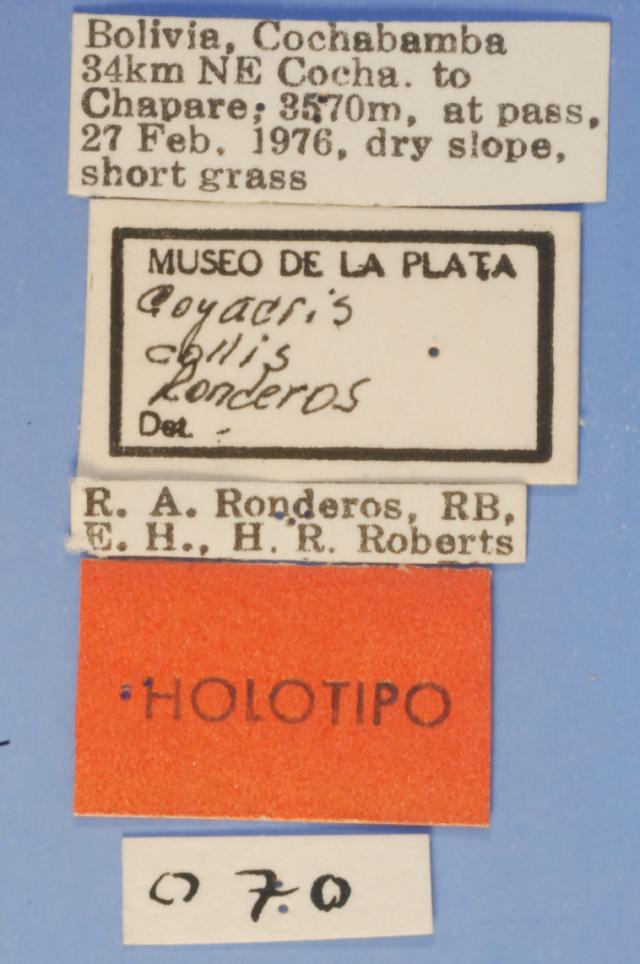 Bolivia, Cochabamba
34km NE Cocha. to
Chapare; 3570m, at pass,
27 Feb. 1976, dry slope,
short grass
MUSEO DE LA PLATA
Coyacris
collis
Ronderos
Det.
R. A. Ronderos, RB,
E. H., H. R. Roberts
HOLOTIPO
070